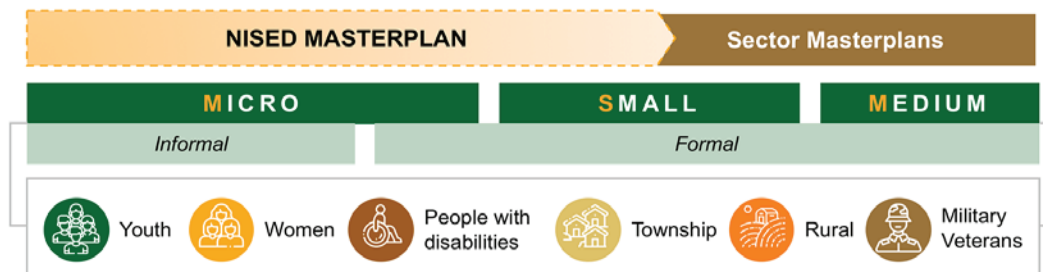 NISED MASTERPLAN
Sector Masterplans
MICRO
SMALL
MEDIUM
Informal
Formal
Youth
Women
People with
disabilities
Township
Rural
Military
Veterans